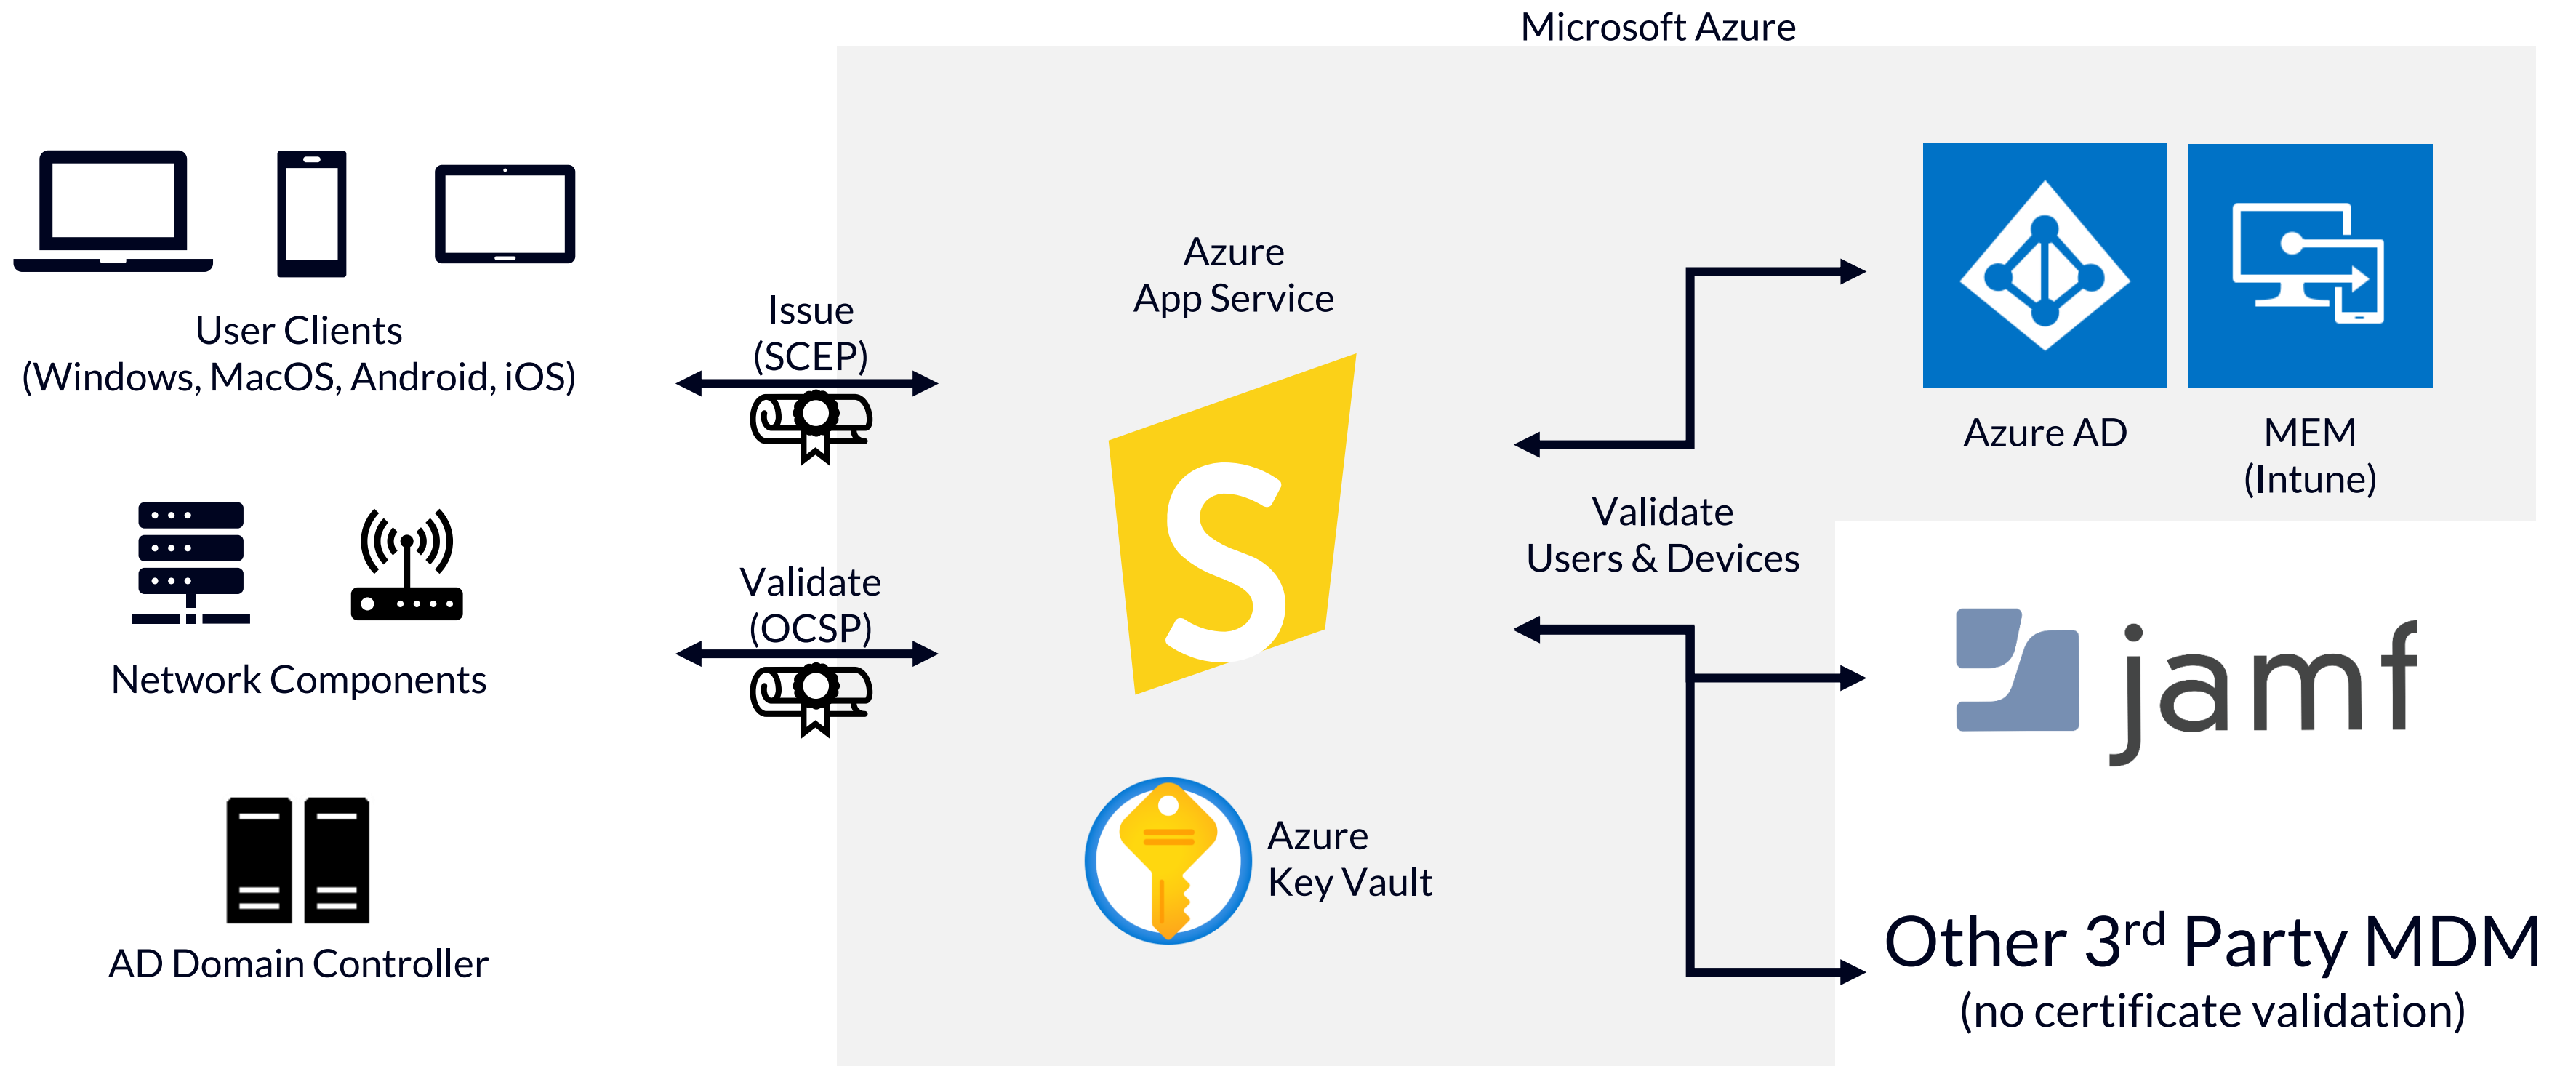 Microsoft Azure
User Clients
(Windows, MacOS, Android, iOS)
Network Components
AD Domain Controller
Issue
(SCEP)
Validate
(OCSP)
Azure
App Service
S
Azure
Key Vault
Validate
Users & Devices
Azure AD
MEM
(Intune)
jamf
Other 3rd Party MDM
(no certificate validation)